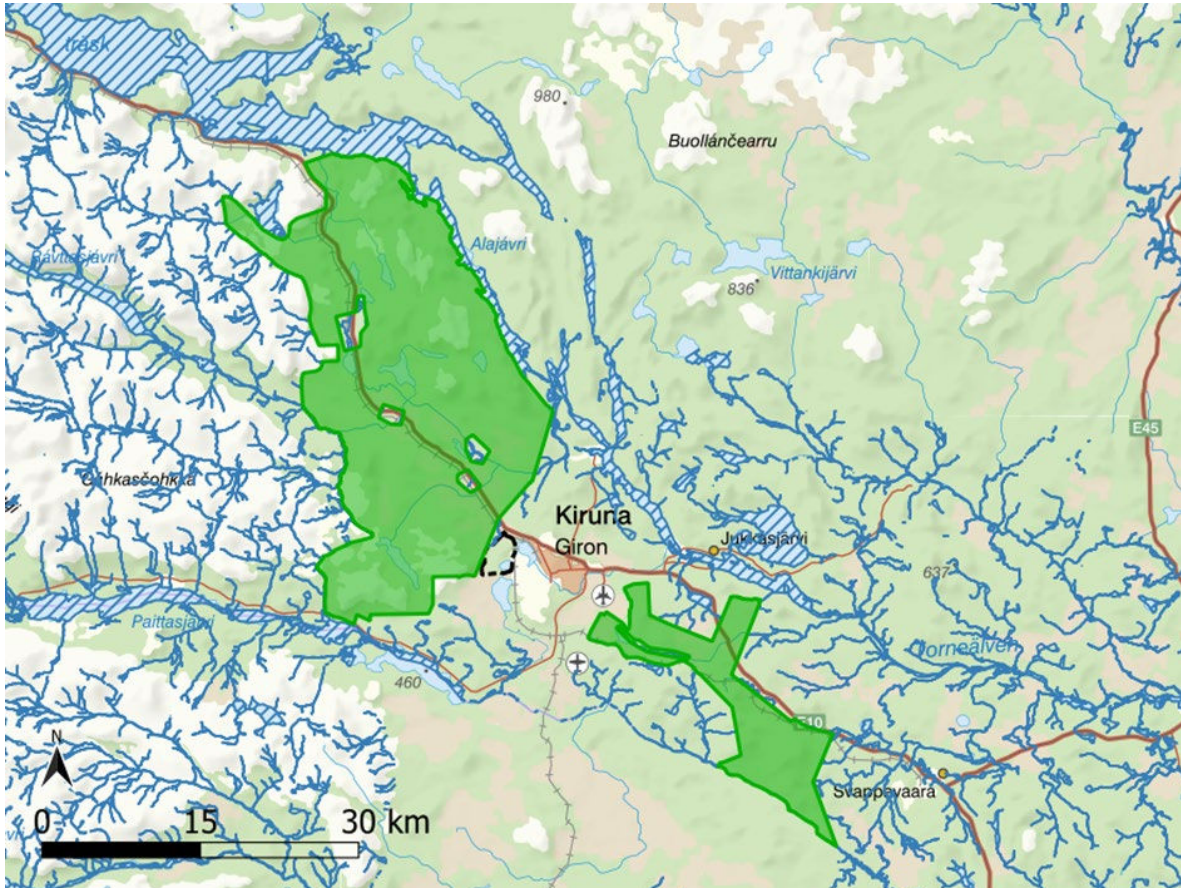 träsk
980
Buollánčearru
Alajávri
Rávttasjávri
Vittankijärvi
836
E45
Kiruna
Giron
Jukkasjärvi
637
Paittasjärvi
Torneälven
460
E10
N
Svappavaara
0 15 30 km